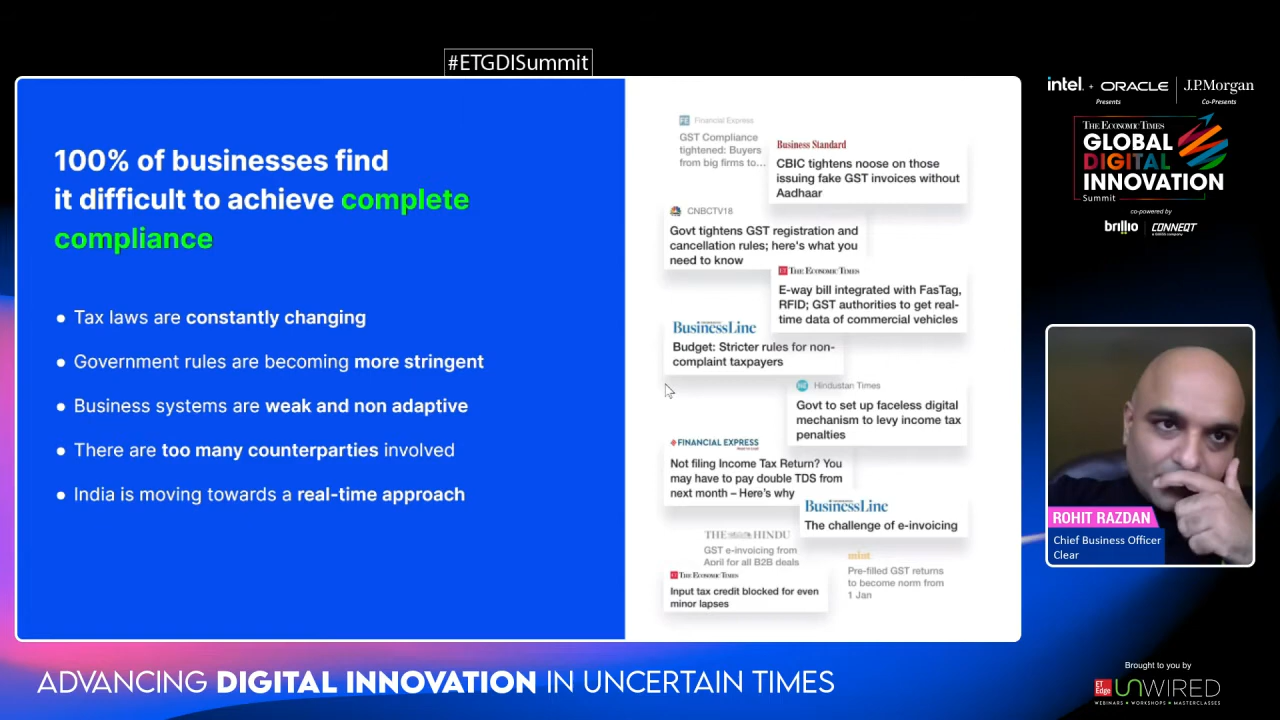 #ETGDISummit
100% of businesses find
it difficult to achieve complete
compliance
● Tax laws are constantly changing
● Government rules are becoming more stringent
● Business systems are weak and non adaptive
● There are too many counterparties involved
● India is moving towards a real-time approach
FE Financial Express
GST Compliance
tightened: Buyers
from big firms to...
Business Standard
CBIC tightens noose on those
issuing fake GST invoices without
Aadhaar
CNBCTV18
Govt tightens GST registration and
cancellation rules; here's what you
need to know
ET THE ECONOMIC TIMES
E-way bill integrated with FasTag,
RFID; GST authorities to get real-
time data of commercial vehicles
BusinessLine
Budget: Stricter rules for non-
complaint taxpayers
Hindustan Times
Govt to set up faceless digital
mechanism to levy income tax
penalties
FINANCIAL EXPRESS
Not filing Income Tax Return? You
may have to pay double TDS from
next month – Here's why
BusinessLine
The challenge of e-invoicing
THE HINDU
GST e-invoicing from
April for all B2B deals
mint
Pre-filled GST returns
to become norm from
1 Jan
ET THE ECONOMIC TIMES
Input tax credit blocked for even
minor lapses
intel. + ORACLE | J.P.Morgan
Presents Co-Presents
THE ECONOMIC TIMES
GLOBAL
DIGITAL
INNOVATION
Summit
co-powered by
brillio | CONNEQT
ROHIT RAZDAN
Chief Business Officer
Clear
ADVANCING DIGITAL INNOVATION IN UNCERTAIN TIMES
Brought to you by
ET Edge UNWIRED
WEBINARS • WORKSHOPS • MASTERCLASSES